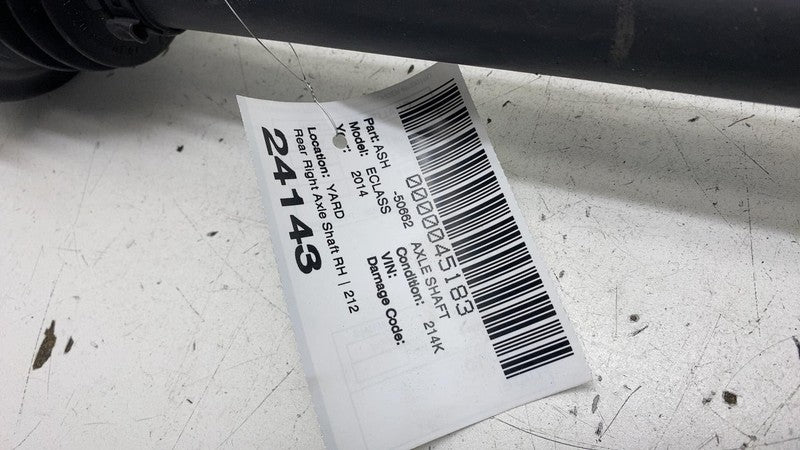 0000045183
Part: ASH -50662 AXLE SHAFT
Model: ECLASS Condition: 214K
Year: 2014 VIN:
Damage Code:
Location: YARD
Rear Right Axle Shaft RH | 212
24143